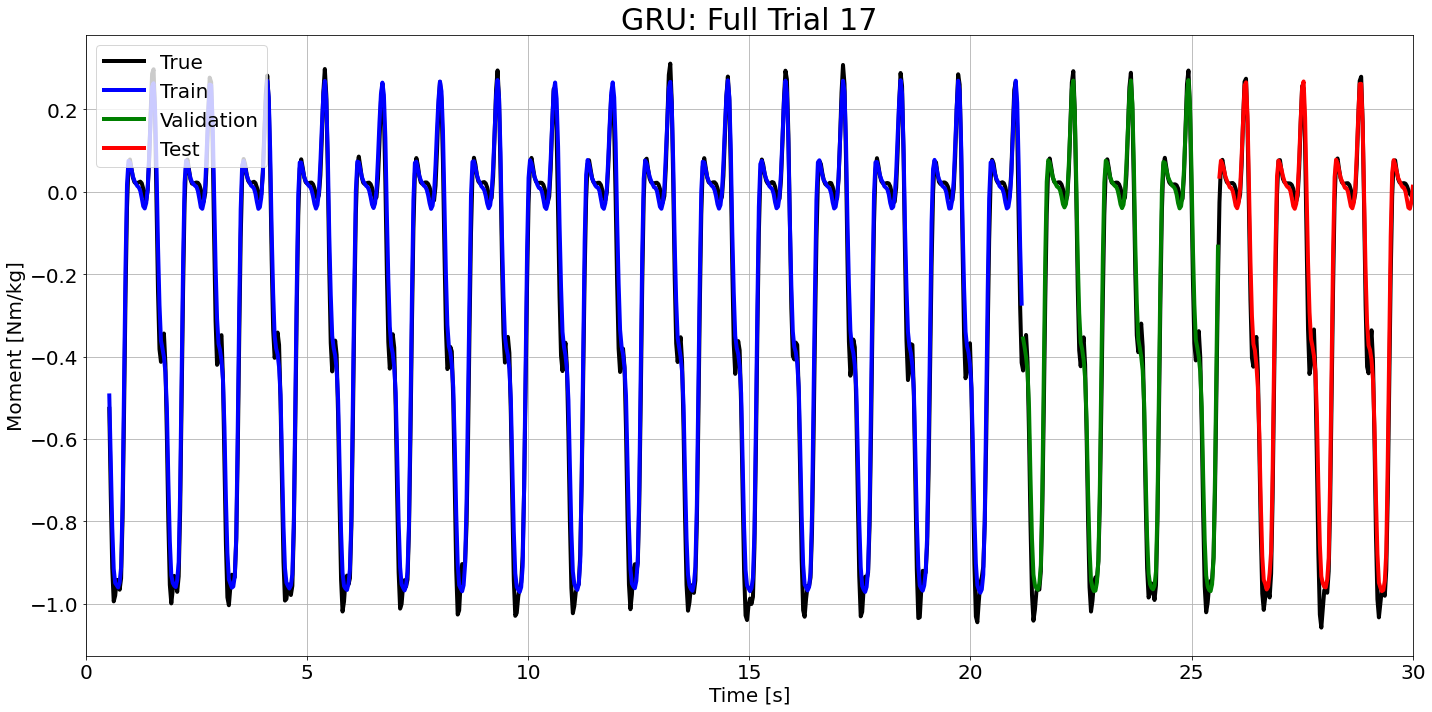 GRU: Full Trial 17
True
Train
Validation
Test
0.2
0.0
−0.2
−0.4
−0.6
−0.8
−1.0
Moment [Nm/kg]
0 5 10 15 20 25 30
Time [s]